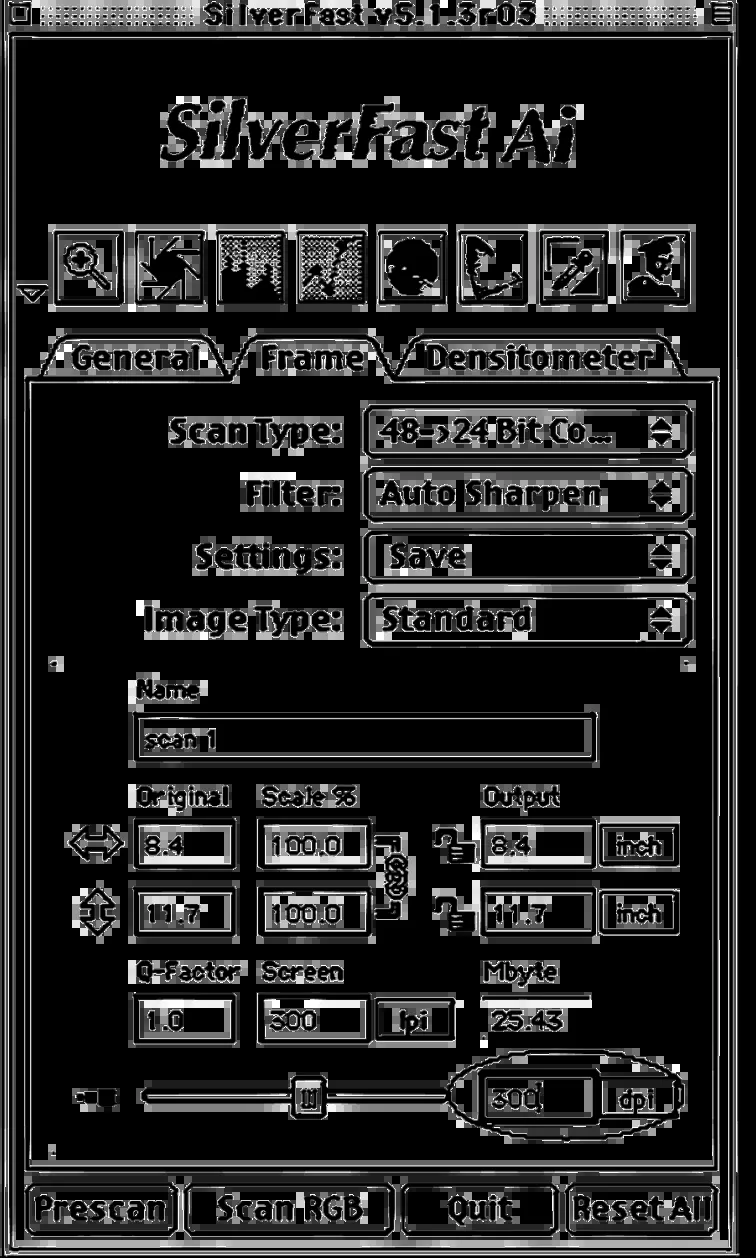 SilverFast v5.1.3r03
SilverFast Ai
General Frame Densitometer
Scan Type: 48->24 Bit Co...
Filter: Auto Sharpen
Settings: Save
Image Type: Standard
Name
scan 1
Original Scale % Output
8.4 100.0 8.4 inch
11.7 100.0 11.7 inch
Q-Factor Screen Mbyte
1.0 300 lpi 25.43
300 dpi
Prescan Scan RGB Quit Reset All